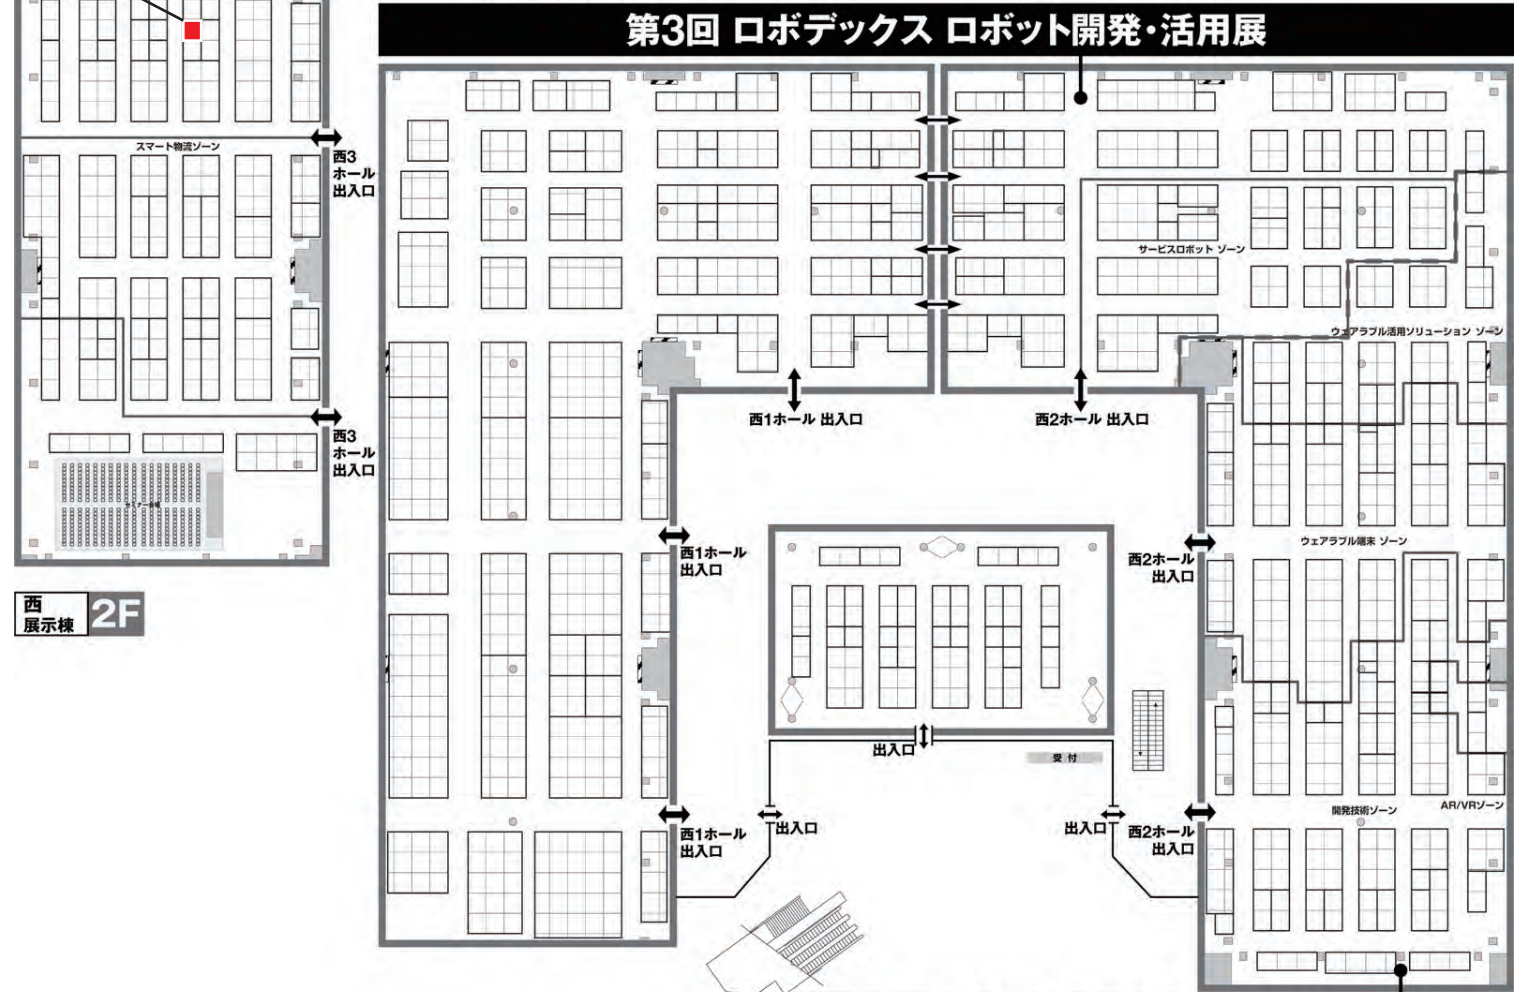 第3回 ロボデックス ロボット開発・活用展
スマート物流ゾーン
西3
ホール
出入口
サービスロボット ゾーン
ウェアラブル活用ソリューション ゾーン
西1ホール 出入口
西2ホール 出入口
西3
ホール
出入口
セミナー会場
西1ホール
出入口
西2ホール
出入口
ウェアラブル端末 ゾーン
西
展示棟
2F
出入口
受付
開発技術ゾーン
AR/VRゾーン
西1ホール
出入口
出入口
出入口
西2ホール
出入口